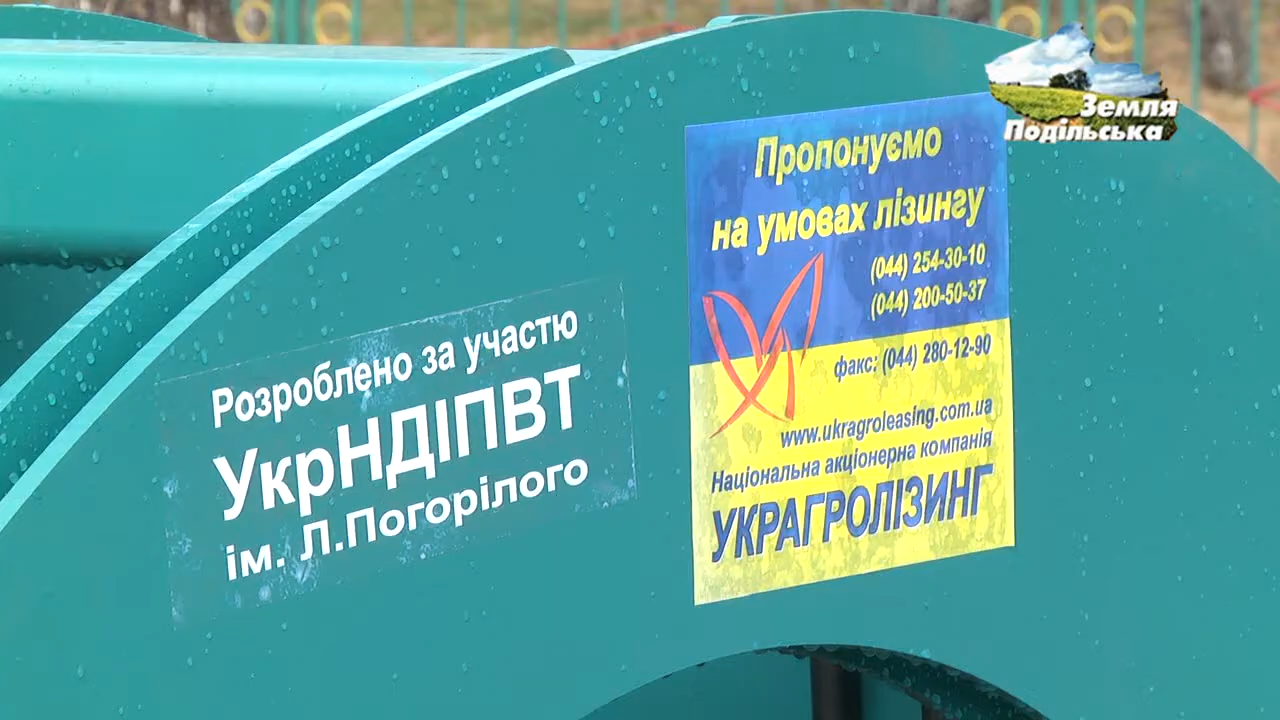 Земля
Подільська
Пропонуємо
на умовах лізингу
(044) 254-30-10
(044) 200-50-37
факс: (044) 280-12-90
www.ukragroleasing.com.ua
Національна акціонерна компанія
УКРАГРОЛІЗИНГ
Розроблено за участю
УкрНДІПВТ
ім. Л.Погорілого